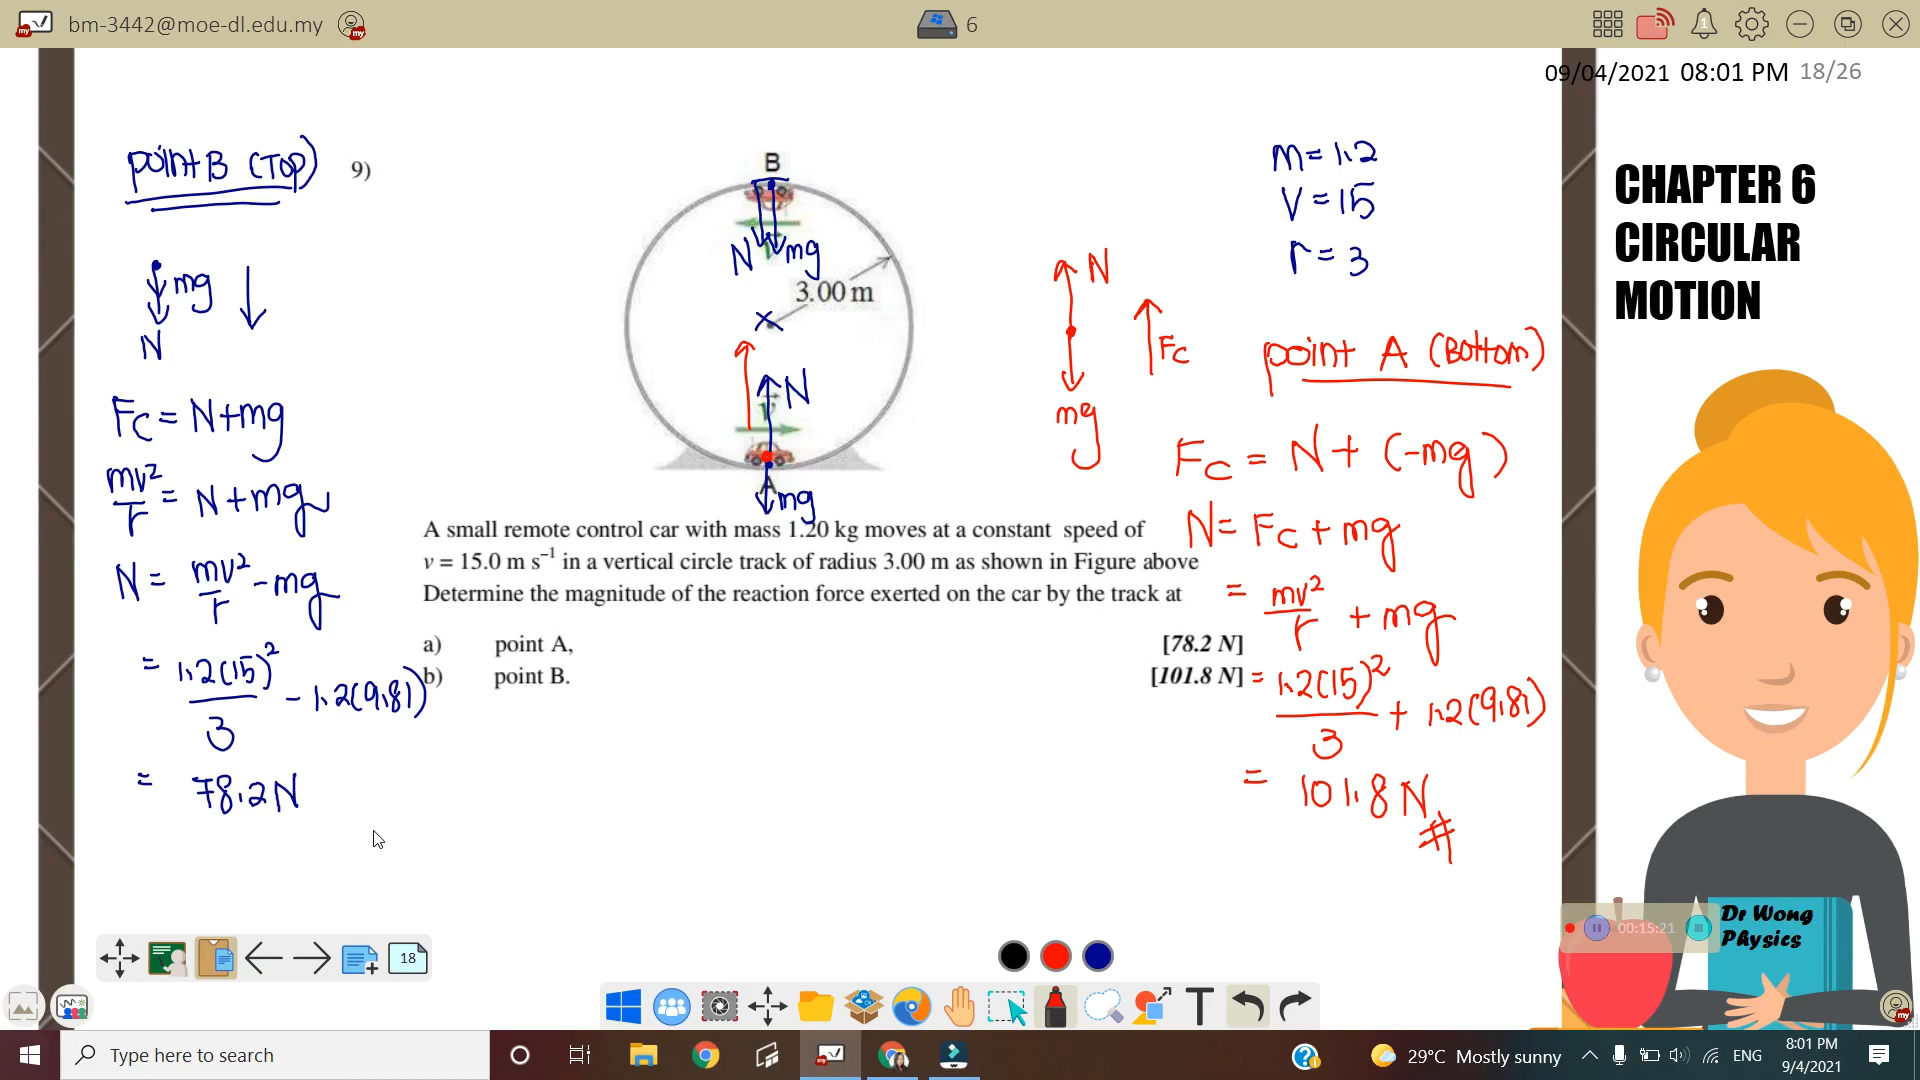 bm-3442@moe-dl.edu.my
6
1
09/04/2021 08:01 PM 18/26
point B (Top)
9)
B
N mg
3.00 m
mg
N
N
v
A
mg
Fc = N+mg
mv²/r = N+mg
N = mv²/r - mg
= 1.2(15)²/3 - 1.2(9.81)
= 78.2N
m=1.2
v=15
r=3
N
Fc
mg
point A (Bottom)
Fc = N+ (-mg)
N= Fc + mg
= mv²/r + mg
= 1.2(15)²/3 + 1.2(9.81)
= 101.8 N #
A small remote control car with mass 1.20 kg moves at a constant speed of
v = 15.0 m s⁻¹ in a vertical circle track of radius 3.00 m as shown in Figure above
Determine the magnitude of the reaction force exerted on the car by the track at
a) point A, [78.2 N]
b) point B. [101.8 N]
CHAPTER 6
CIRCULAR
MOTION
Dr Wong
Physics
00:15:21
18
T
my
Type here to search
29°C Mostly sunny
ENG
8:01 PM
9/4/2021